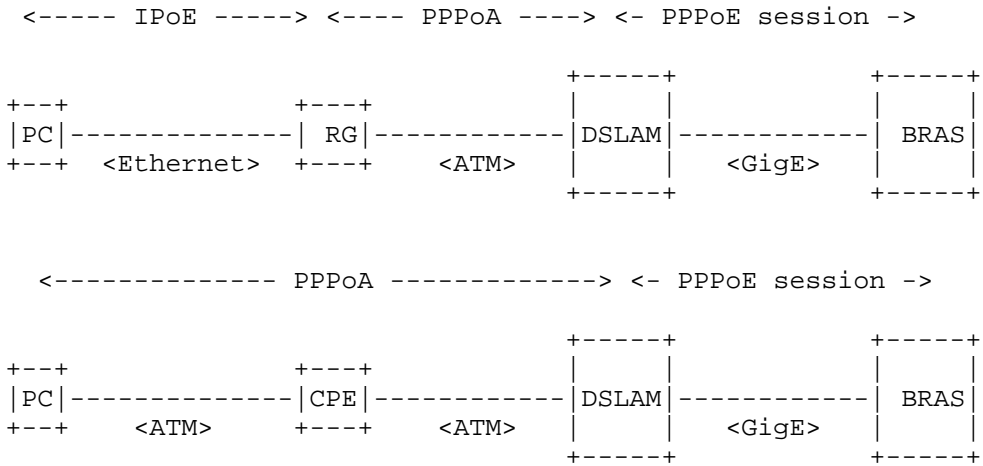 <----- IPoE -----> <---- PPPoA ----> <- PPPoE session ->
+-----+ +-----+
+--+ +---+ | | | |
|PC|--------------| RG|------------|DSLAM|------------| BRAS|
+--+ <Ethernet> +---+ <ATM> | | <GigE> | |
+-----+ +-----+
<-------------- PPPoA -------------> <- PPPoE session ->
+-----+ +-----+
+--+ +---+ | | | |
|PC|--------------|CPE|------------|DSLAM|------------| BRAS|
+--+ <ATM> +---+ <ATM> | | <GigE> | |
+-----+ +-----+